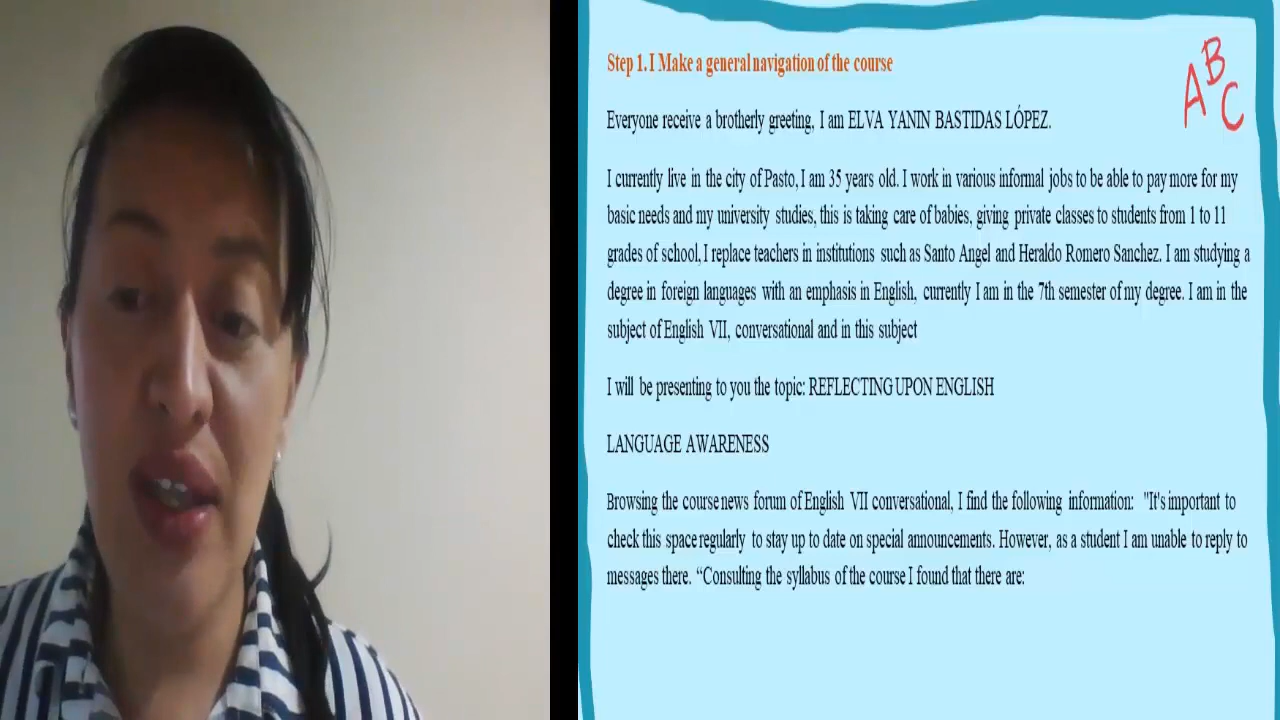 Step 1. I Make a general navigation of the course
ABC
Everyone receive a brotherly greeting, I am ELVA YANIN BASTIDAS LÓPEZ.
I currently live in the city of Pasto, I am 35 years old. I work in various informal jobs to be able to pay more for my
basic needs and my university studies, this is taking care of babies, giving private classes to students from 1 to 11
grades of school, I replace teachers in institutions such as Santo Angel and Heraldo Romero Sanchez. I am studying a
degree in foreign languages with an emphasis in English, currently I am in the 7th semester of my degree. I am in the
subject of English VII, conversational and in this subject
I will be presenting to you the topic: REFLECTING UPON ENGLISH
LANGUAGE AWARENESS
Browsing the course news forum of English VII conversational, I find the following information: "It's important to
check this space regularly to stay up to date on special announcements. However, as a student I am unable to reply to
messages there. “Consulting the syllabus of the course I found that there are: